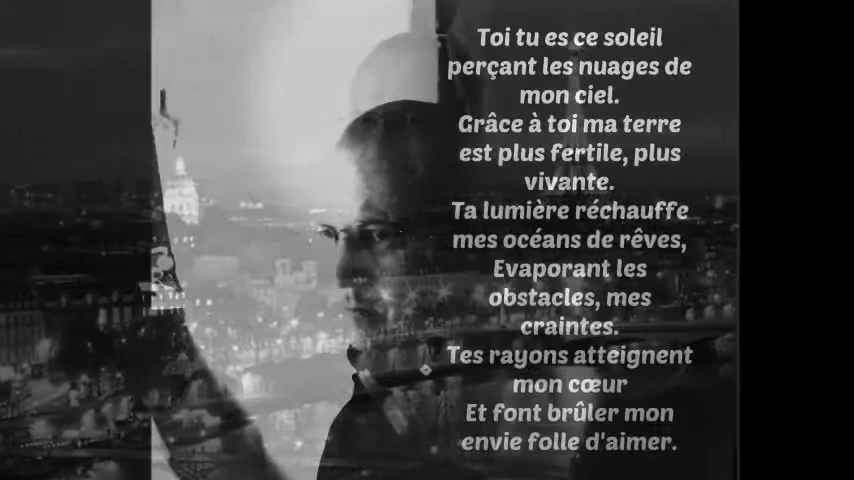 Toi tu es ce soleil
perçant les nuages de
mon ciel.
Grâce à toi ma terre
est plus fertile, plus
vivante.
Ta lumière réchauffe
mes océans de rêves,
Evaporant les
obstacles, mes
craintes.
Tes rayons atteignent
mon cœur
Et font brûler mon
envie folle d'aimer.